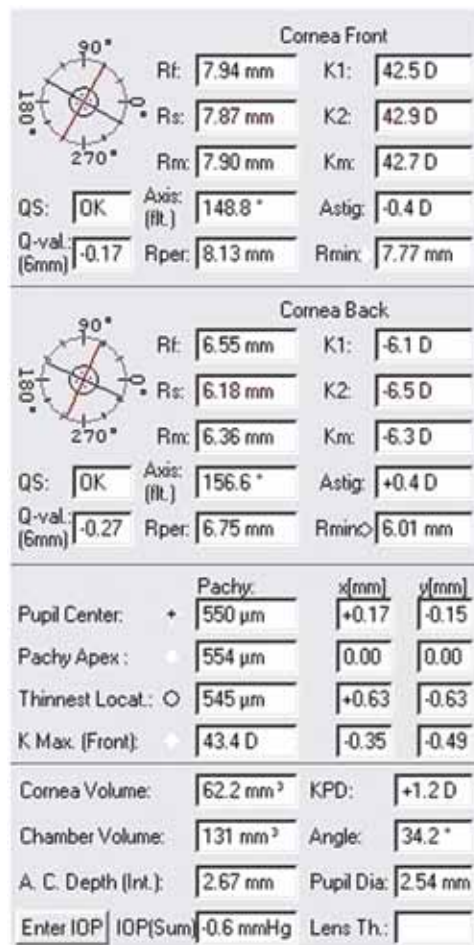 Cornea Front
90°
180° 0°
270°
Rf: 7.94 mm K1: 42.5 D
Rs: 7.87 mm K2: 42.9 D
Rm: 7.90 mm Km: 42.7 D
QS: OK Axis: (flt.) 148.8 ° Astig: -0.4 D
Q-val.: (6mm) -0.17 Rper: 8.13 mm Rmin: 7.77 mm
Cornea Back
90°
180° 0°
270°
Rf: 6.55 mm K1: -6.1 D
Rs: 6.18 mm K2: -6.5 D
Rm: 6.36 mm Km: -6.3 D
QS: OK Axis: (flt.) 156.6 ° Astig: +0.4 D
Q-val.: (6mm) -0.27 Rper: 6.75 mm Rmin 6.01 mm
Pachy: x[mm] y[mm]
Pupil Center: + 550 µm +0.17 -0.15
Pachy Apex : 554 µm 0.00 0.00
Thinnest Locat.: O 545 µm +0.63 -0.63
K Max. (Front): 43.4 D -0.35 -0.49
Cornea Volume: 62.2 mm³ KPD: +1.2 D
Chamber Volume: 131 mm³ Angle: 34.2 °
A. C. Depth (Int.): 2.67 mm Pupil Dia: 2.54 mm
Enter IOP IOP(Sum) -0.6 mmHg Lens Th.: